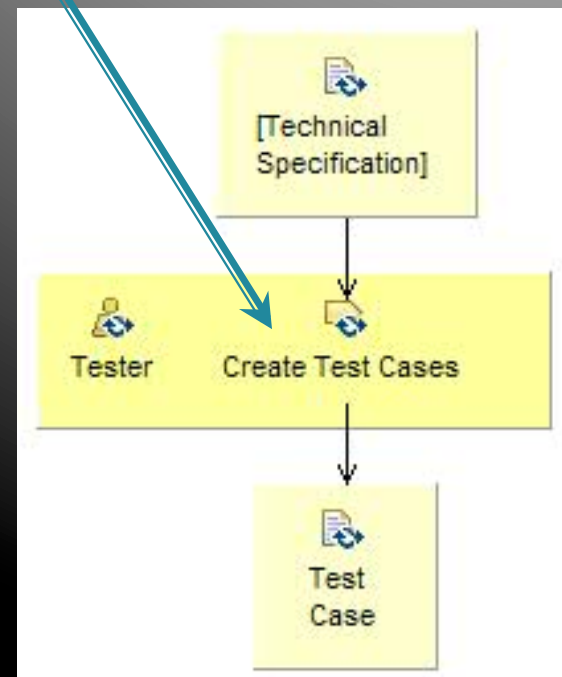 [Technical
Specification]
Tester
Create Test Cases
Test
Case